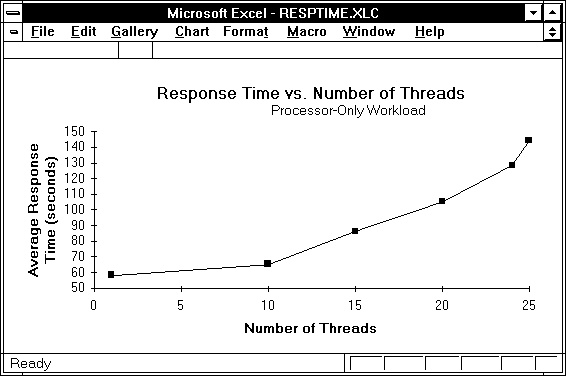 Microsoft Excel - RESPTIME.XLC
File Edit Gallery Chart Format Macro Window Help
Response Time vs. Number of Threads
Processor-Only Workload
Average Response
Time (seconds)
150
140
130
120
110
100
90
80
70
60
50
0 5 10 15 20 25
Number of Threads
Ready